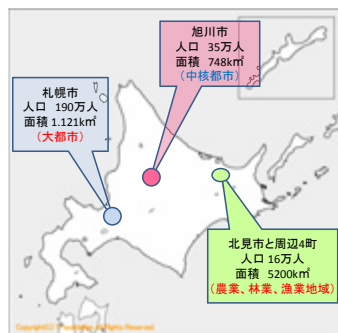 旭川市
人口 35万人
面積 748k㎡
(中核都市)
札幌市
人口 190万人
面積 1.121k㎡
(大都市)
北見市と周辺4町
人口 16万人
面積 5200k㎡
(農業、林業、漁業地域)